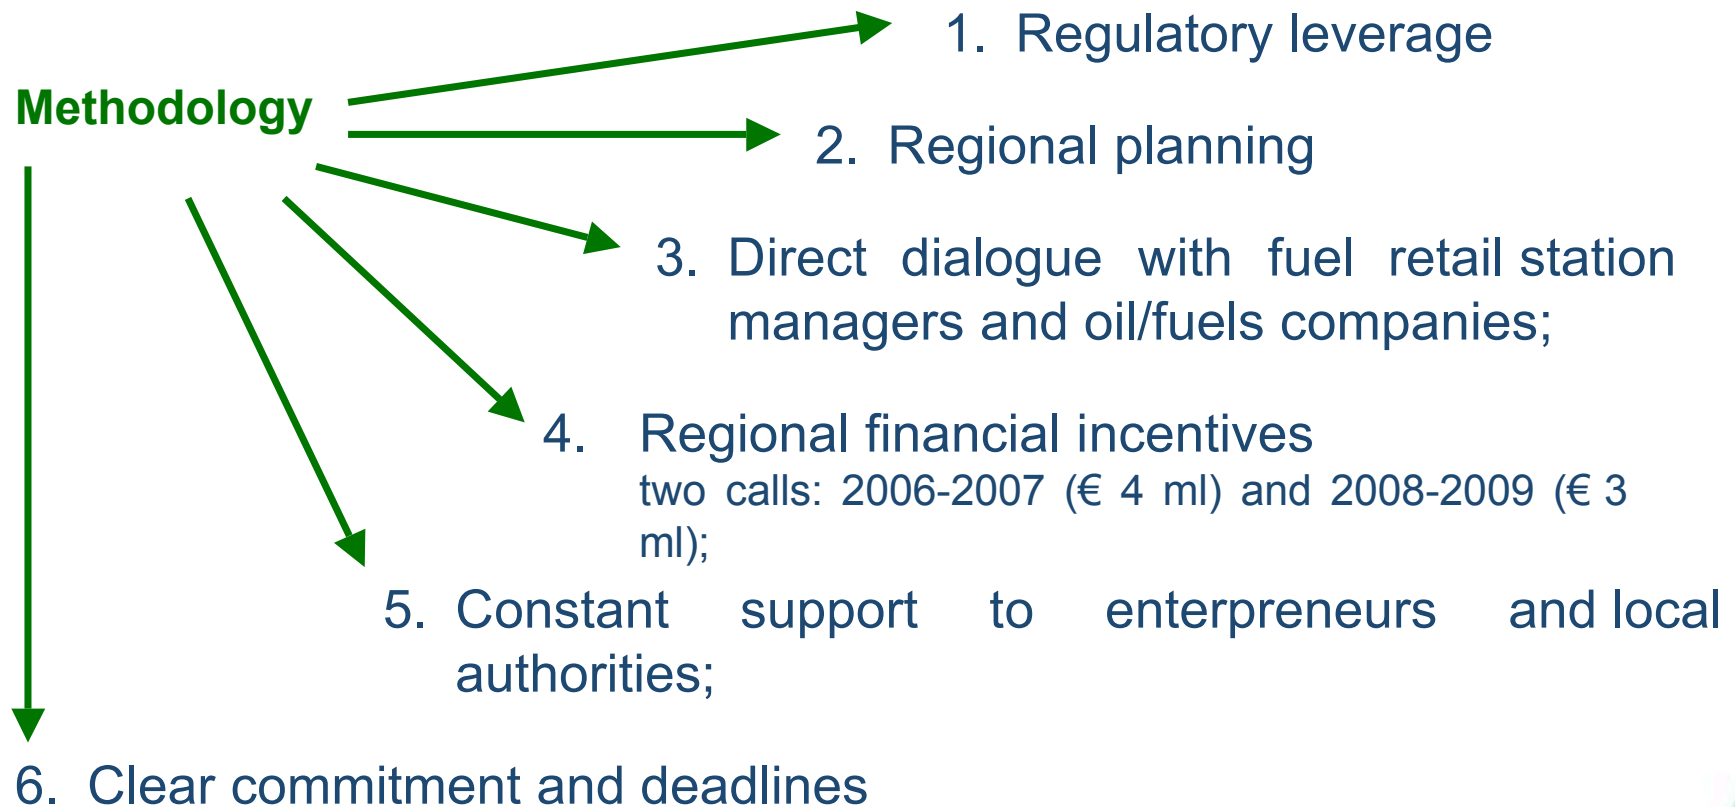 1. Regulatory leverage
Methodology
2. Regional planning
3. Direct dialogue with fuel retail station
managers and oil/fuels companies;
4. Regional financial incentives
two calls: 2006-2007 (€ 4 ml) and 2008-2009 (€ 3
ml);
5. Constant support to enterpreneurs and local
authorities;
6. Clear commitment and deadlines